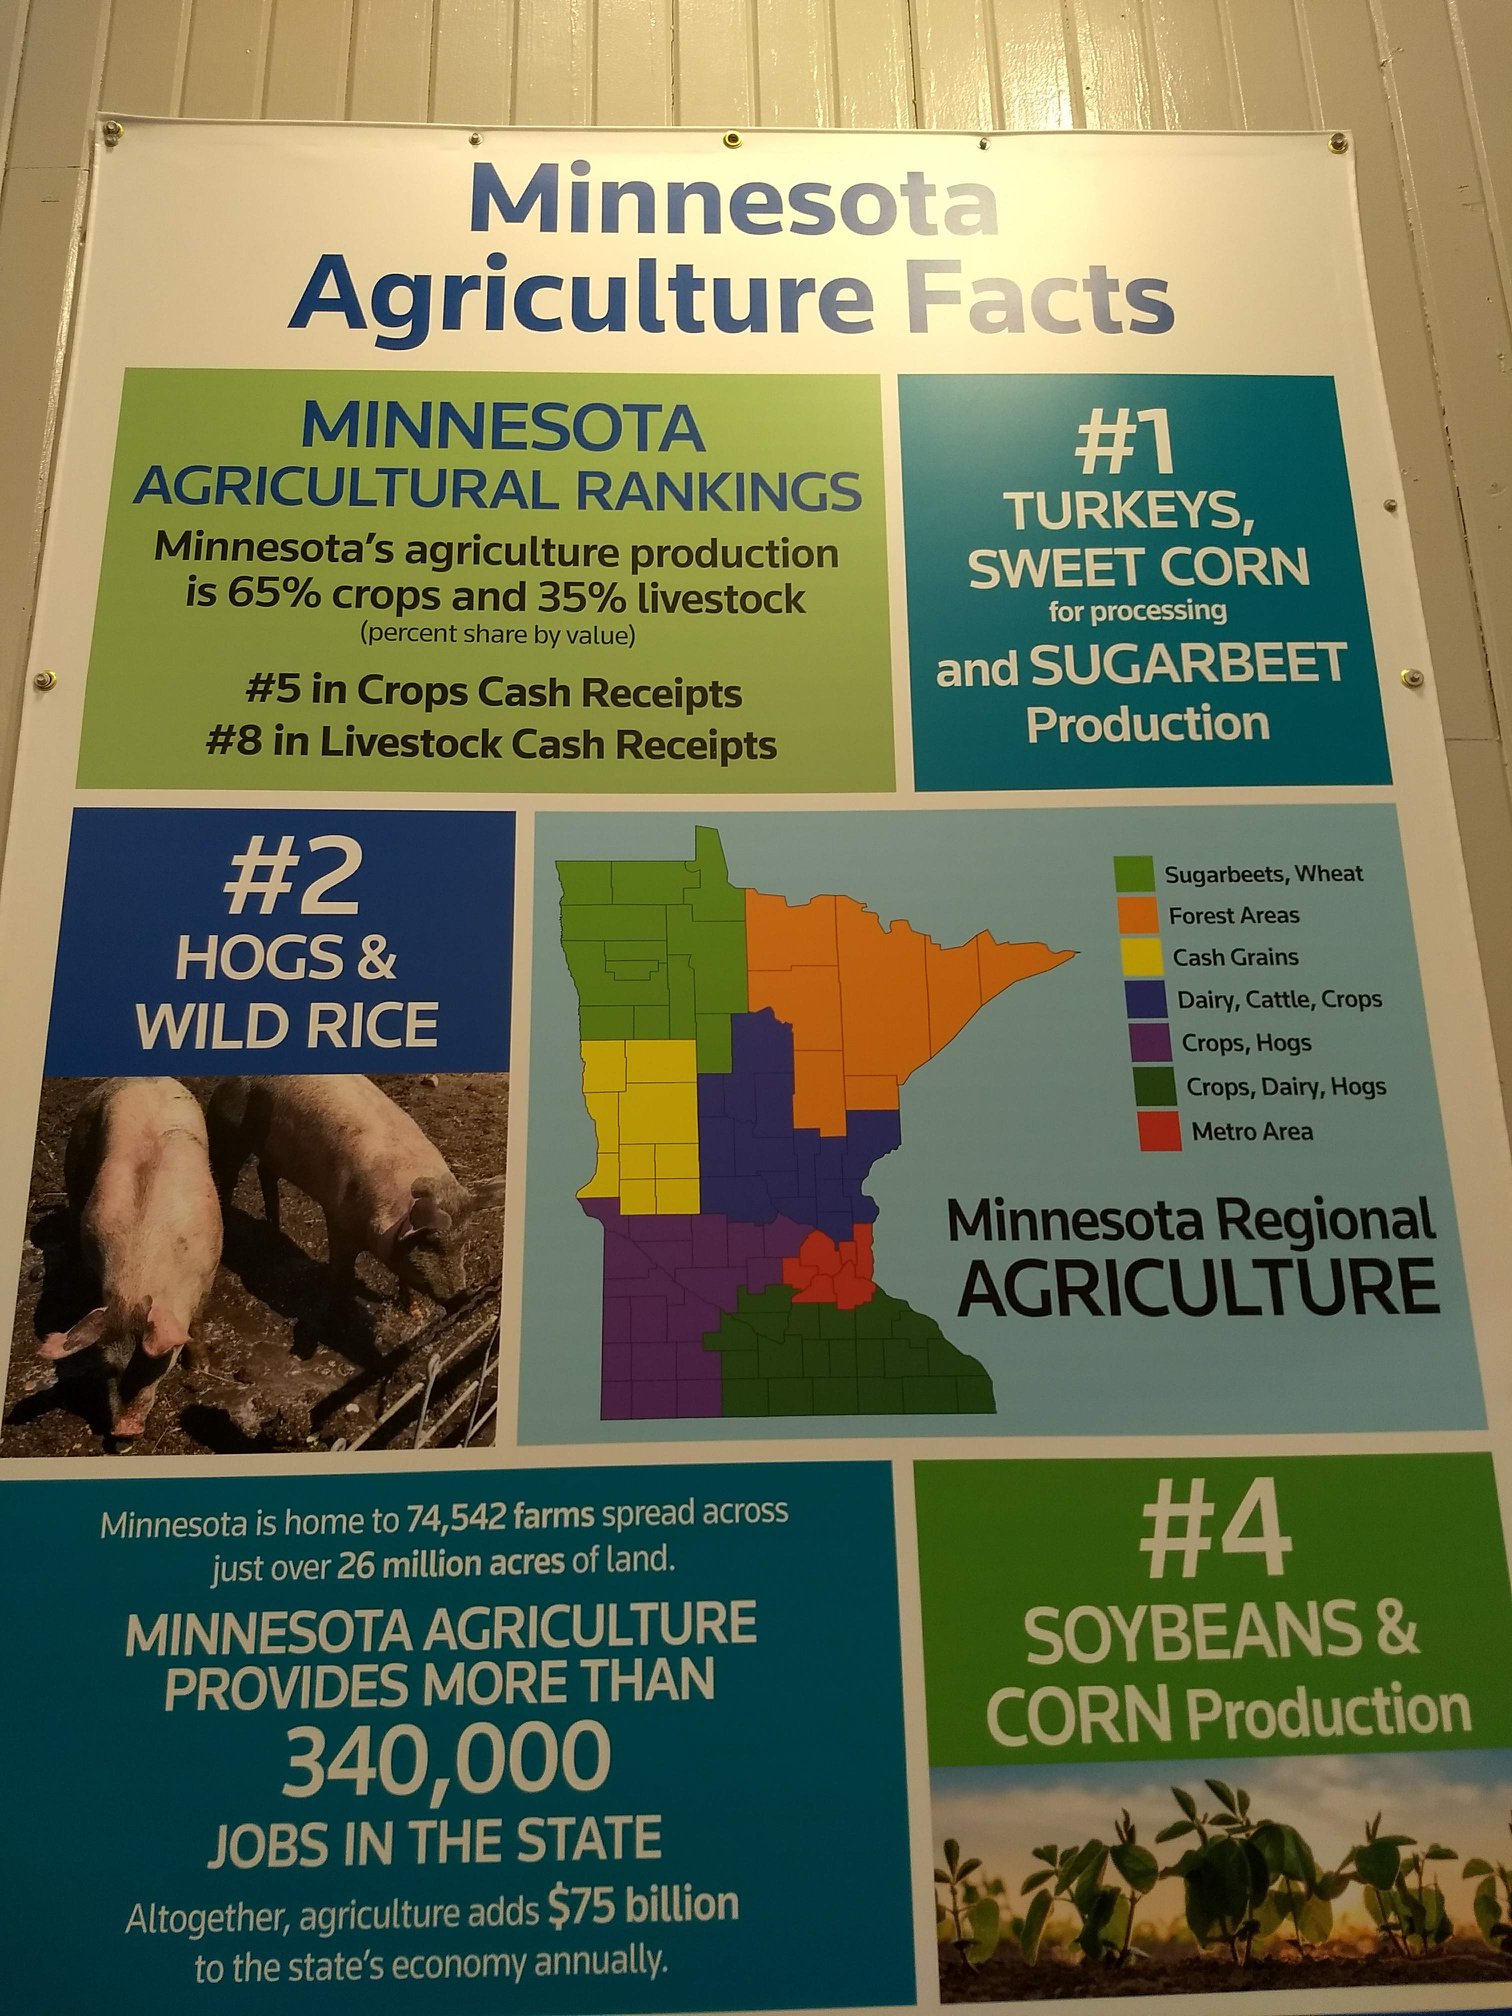 Minnesota
Agriculture Facts
MINNESOTA
AGRICULTURAL RANKINGS
Minnesota's agriculture production
is 65% crops and 35% livestock
(percent share by value)
#5 in Crops Cash Receipts
#8 in Livestock Cash Receipts
#1
TURKEYS,
SWEET CORN
for processing
and SUGARBEET
Production
#2
HOGS &
WILD RICE
Sugarbeets, Wheat
Forest Areas
Cash Grains
Dairy, Cattle, Crops
Crops, Hogs
Crops, Dairy, Hogs
Metro Area
Minnesota Regional
AGRICULTURE
Minnesota is home to 74,542 farms spread across
just over 26 million acres of land.
MINNESOTA AGRICULTURE
PROVIDES MORE THAN
340,000
JOBS IN THE STATE
Altogether, agriculture adds $75 billion
to the state's economy annually.
#4
SOYBEANS &
CORN Production